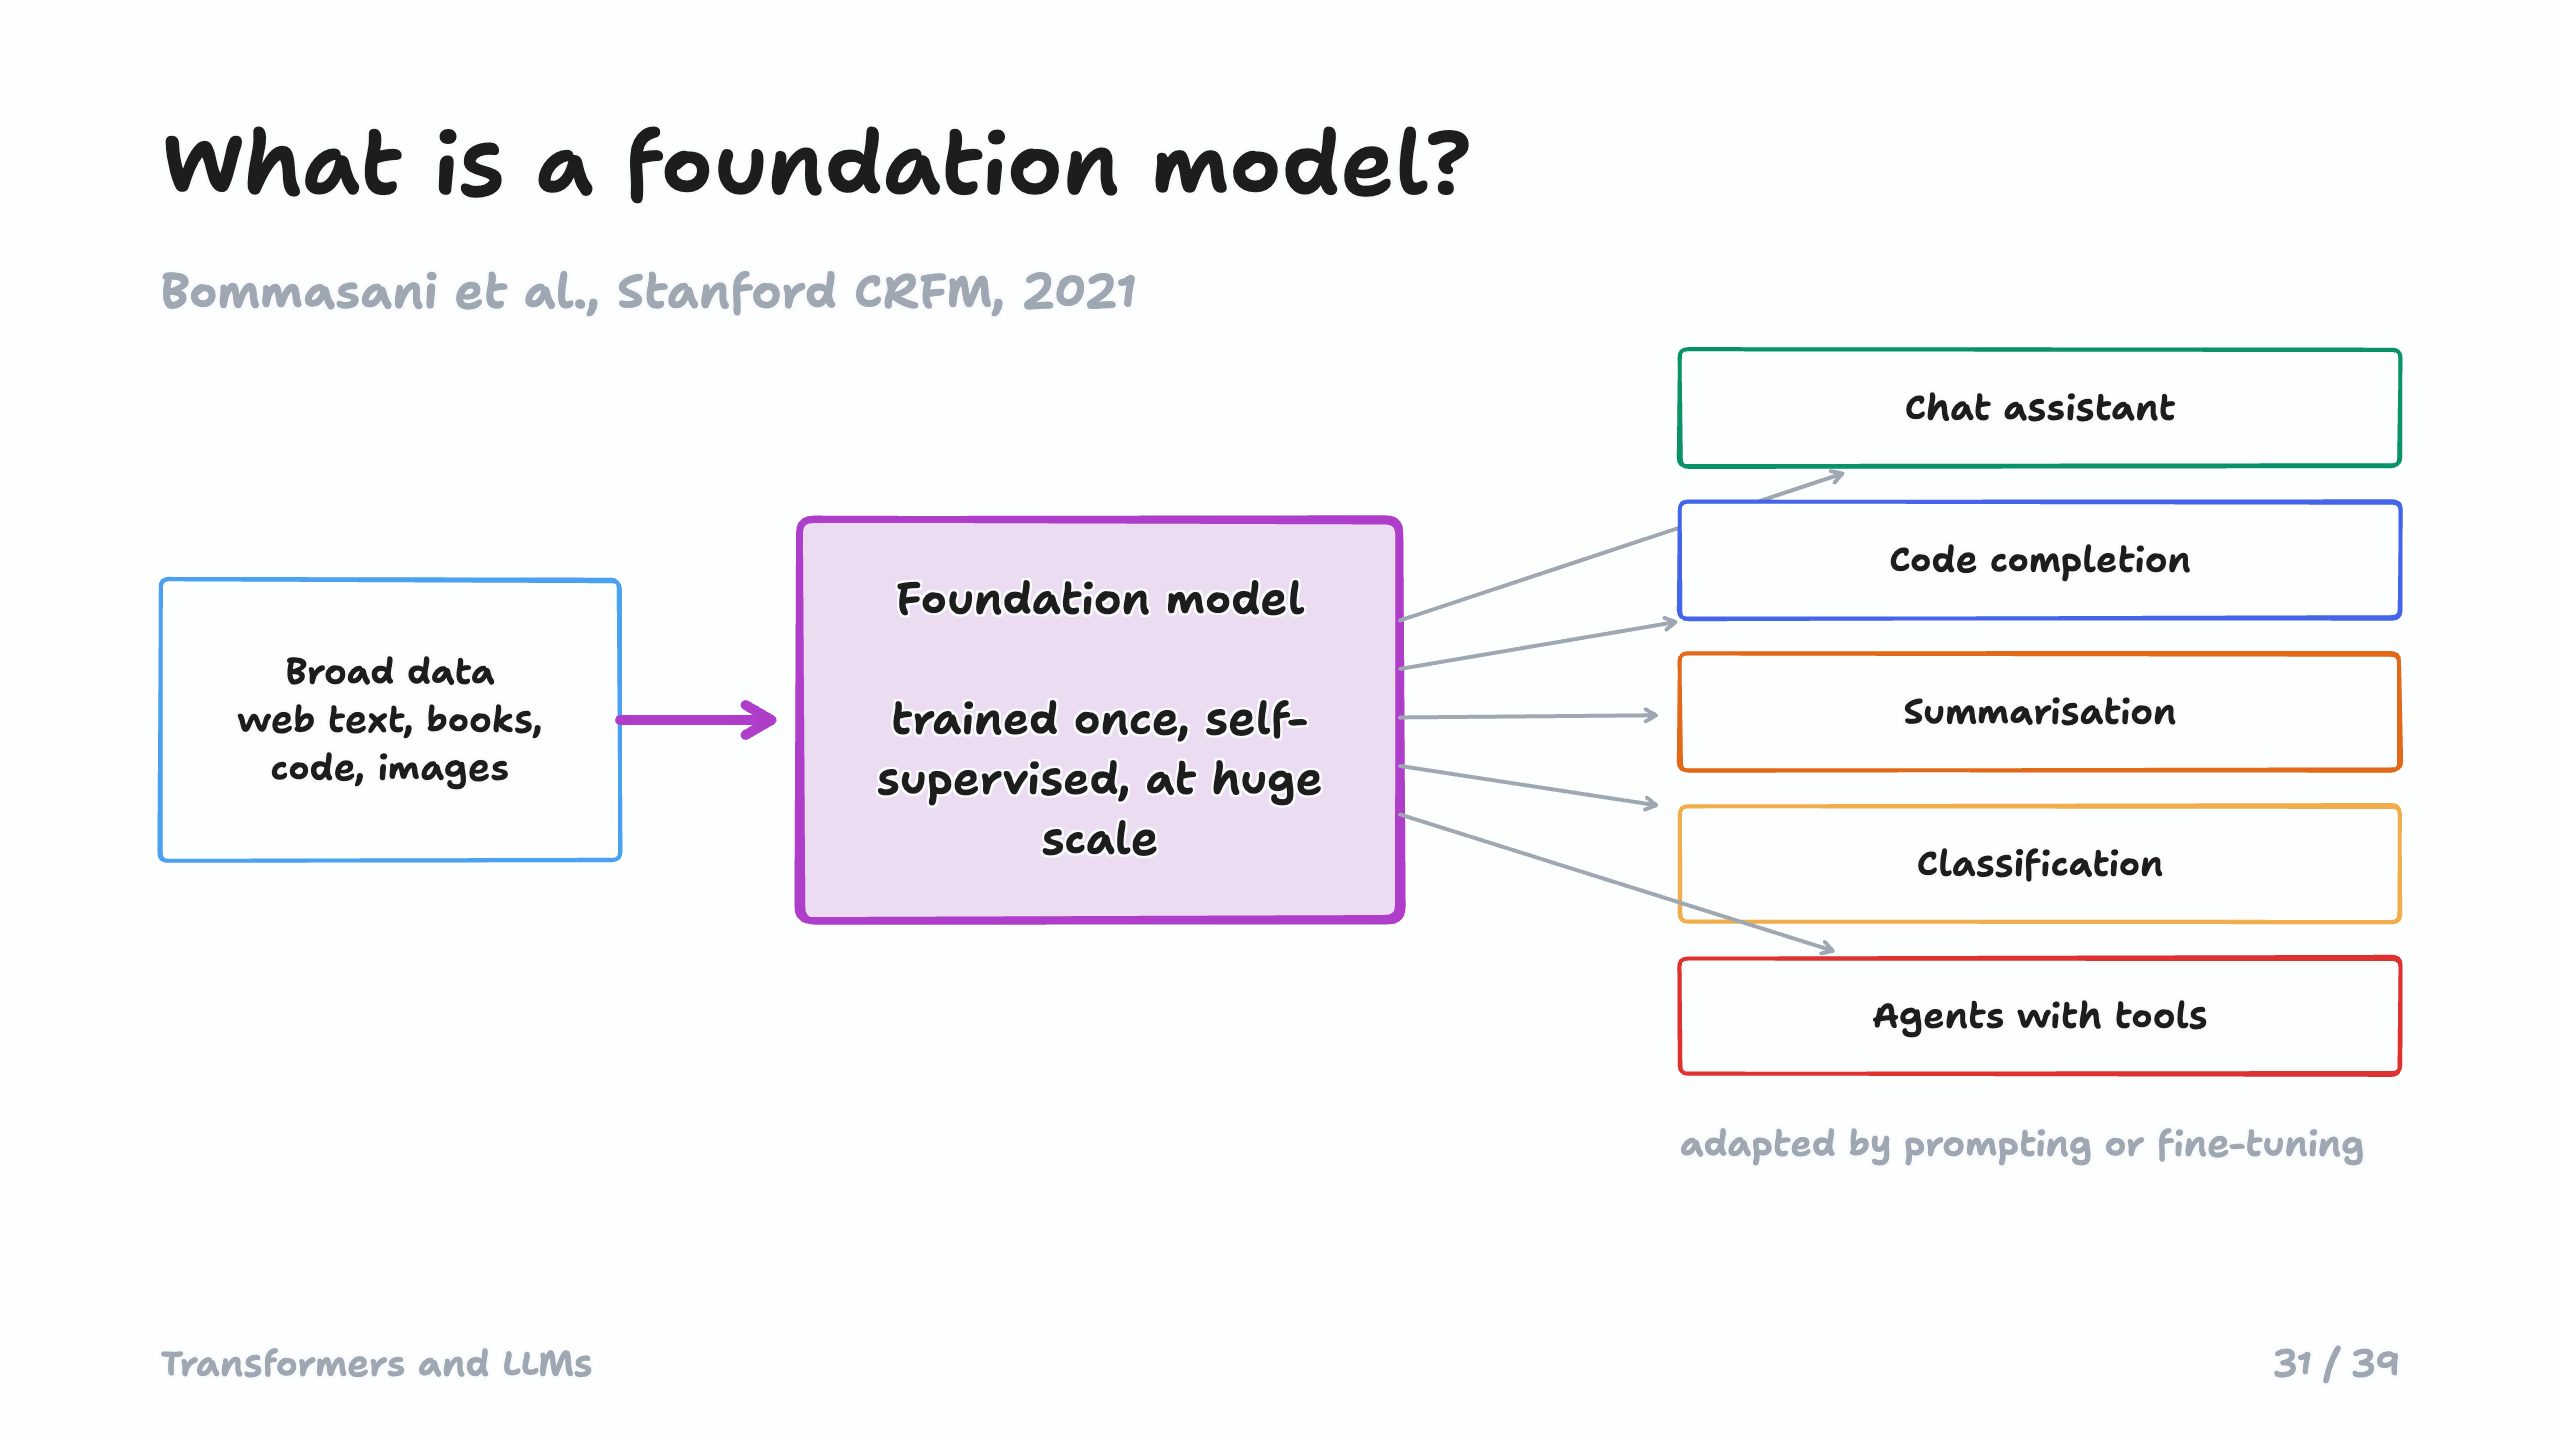 What is a foundation model?
Bommasani et al., Stanford CRFM, 2021
Broad data
web text, books,
code, images
Foundation model
trained once, self-
supervised, at huge
scale
Chat assistant
Code completion
Summarisation
Classification
Agents with tools
adapted by prompting or fine-tuning
Transformers and LLMs
31 / 39